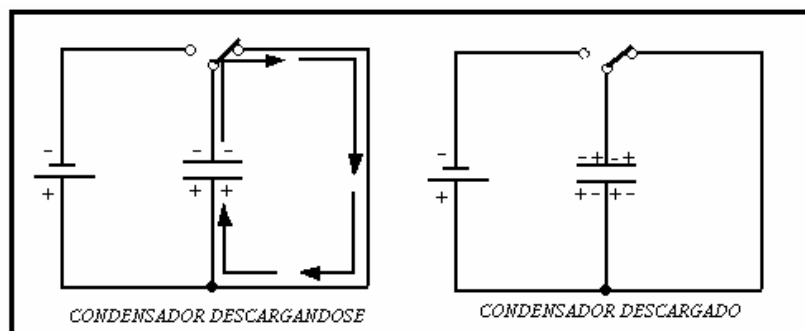 - - - -
+ + + +
CONDENSADOR DESCARGANDOSE
- -+-+
+ +-+-
CONDENSADOR DESCARGADO